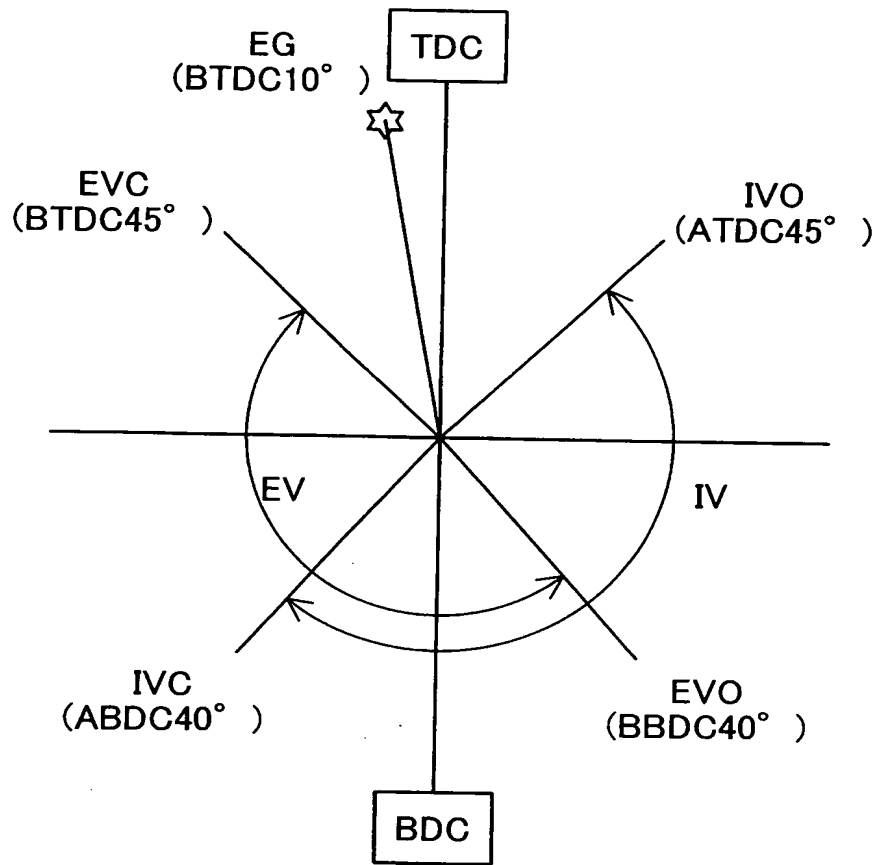 EG
(BTDC10° )
TDC
EVC
(BTDC45° )
IVO
(ATDC45° )
EV
IV
IVC
(ABDC40° )
EVO
(BBDC40° )
BDC